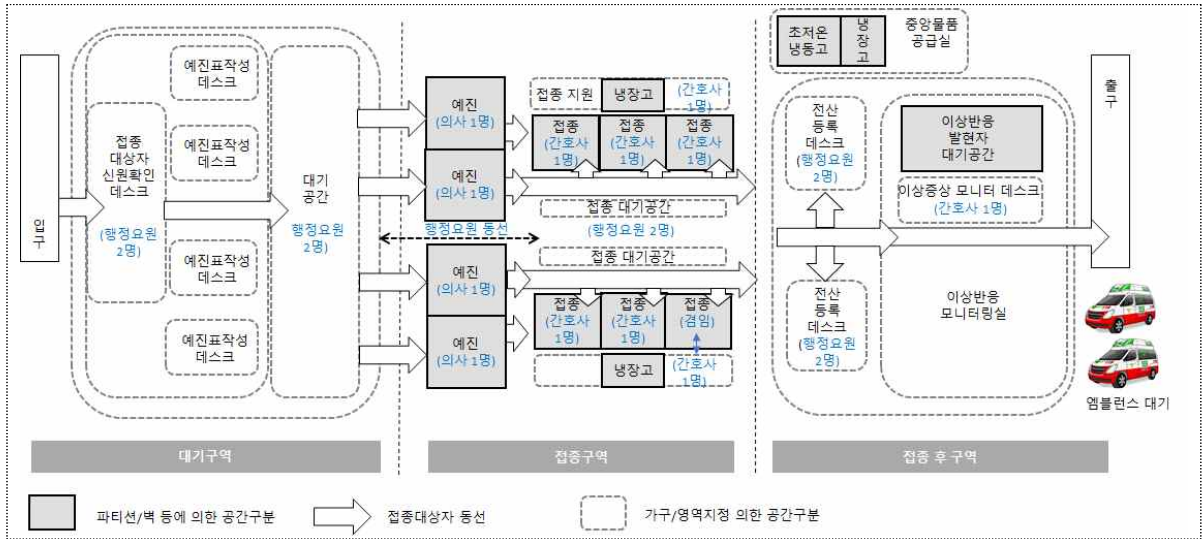 입구
접종
대상자
신원확인
데스크
(행정요원
2명)
예진표작성
데스크
예진표작성
데스크
예진표작성
데스크
예진표작성
데스크
대기
공간
(행정요원
2명)
대기구역
예진
(의사 1명)
예진
(의사 1명)
행정요원 동선
예진
(의사 1명)
예진
(의사 1명)
접종 지원
냉장고
(간호사
1명)
접종
(간호사
1명)
접종
(간호사
1명)
접종
(간호사
1명)
접종 대기공간
(행정요원 2명)
접종 대기공간
접종
(간호사
1명)
접종
(간호사
1명)
접종
(겸임)
냉장고
(간호사
1명)
접종구역
초저온
냉동고
냉
장
고
중앙물품
공급실
전산
등록
데스크
(행정요원
2명)
이상반응
발현자
대기공간
이상증상 모니터 데스크
(간호사 1명)
전산
등록
데스크
(행정요원
2명)
이상반응
모니터링실
출구
엠블런스 대기
접종 후 구역
파티션/벽 등에 의한 공간구분
접종대상자 동선
가구/영역지정 의한 공간구분